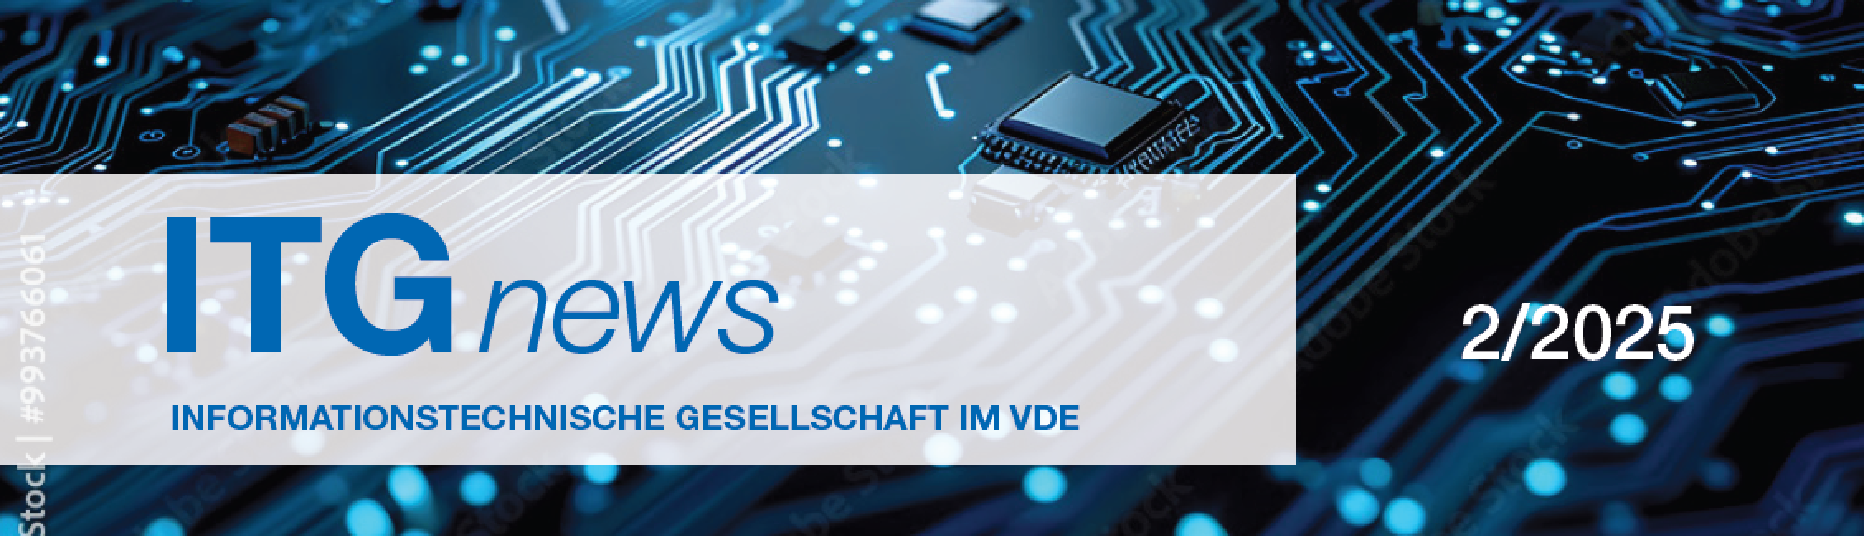 ITG news
2/2025
INFORMATIONSTECHNISCHE GESELLSCHAFT IM VDE
Stock | #993766061